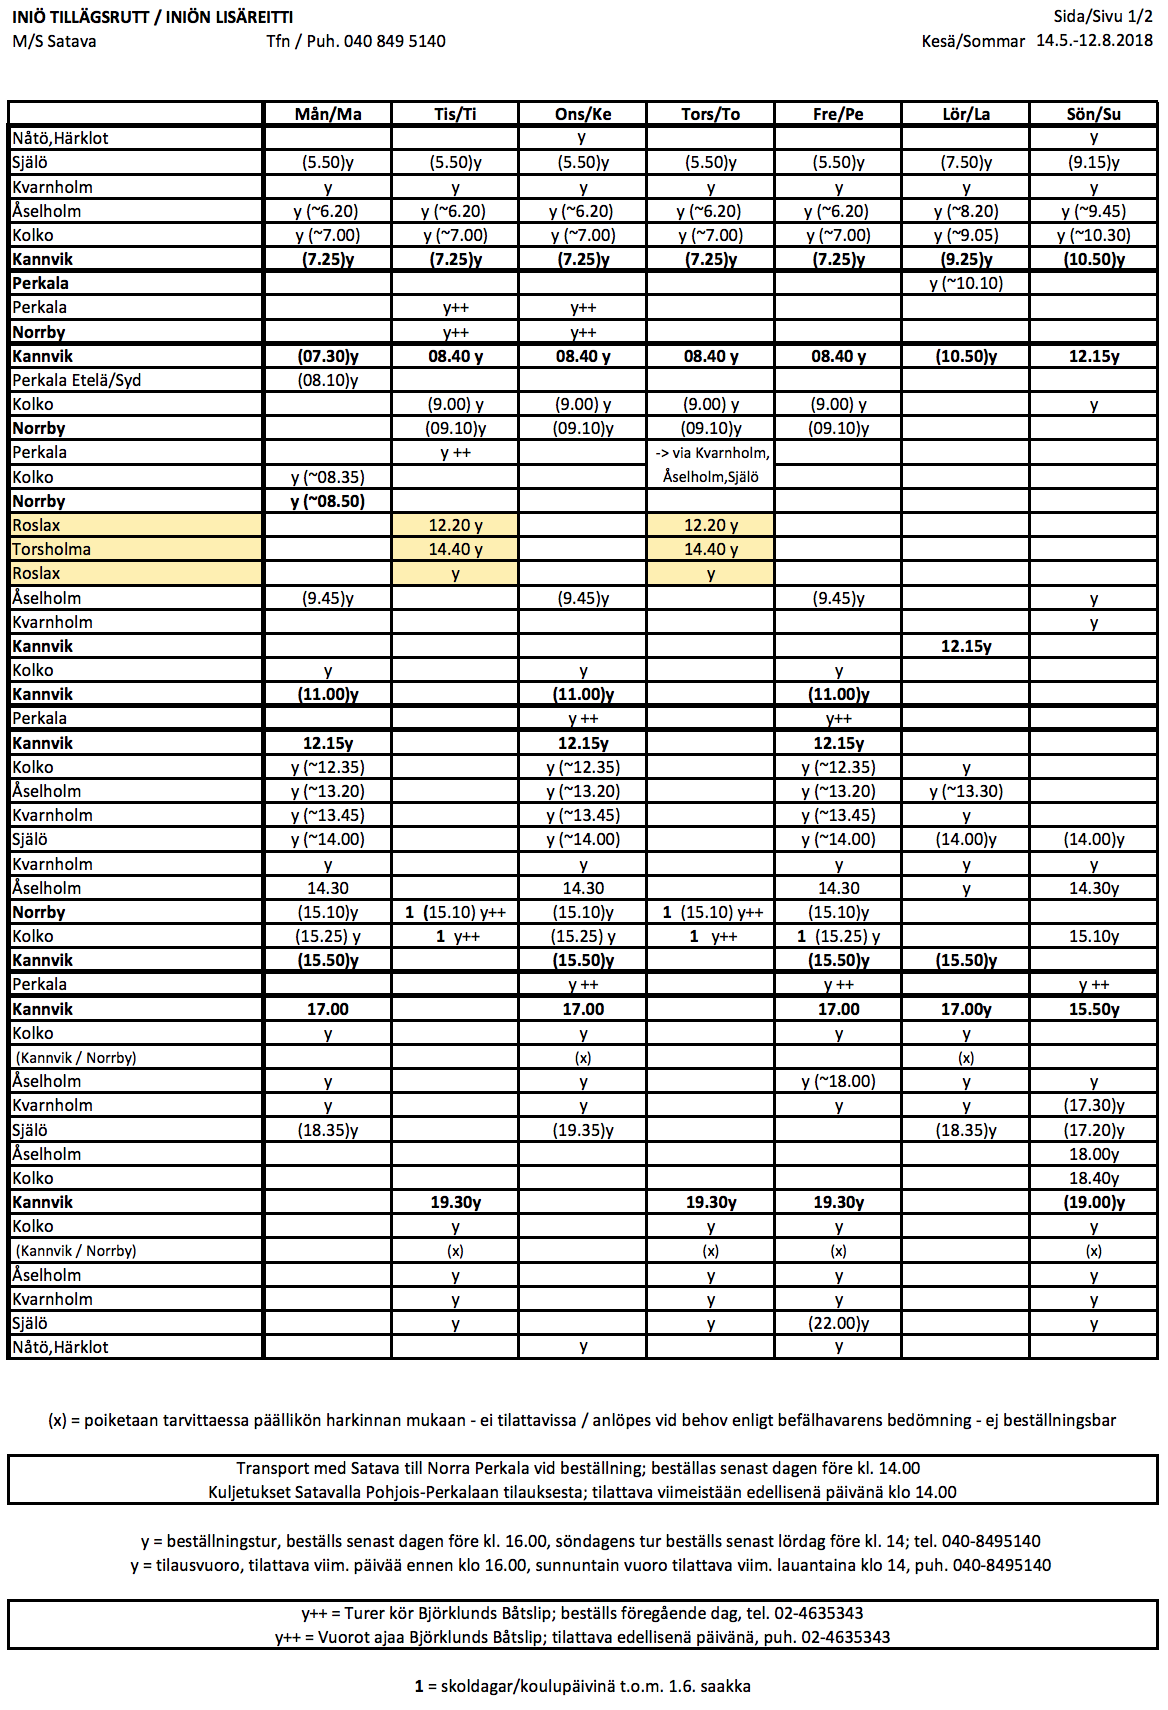 INIÖ TILLÄGSRUTT / INIÖN LISÄREITTI Sida/Sivu 1/2
M/S Satava Tfn / Puh. 040 849 5140 Kesä/Sommar 14.5.-12.8.2018
Mån/Ma Tis/Ti Ons/Ke Tors/To Fre/Pe Lör/La Sön/Su
Nåtö,Härklot y y
Själö (5.50)y (5.50)y (5.50)y (5.50)y (5.50)y (7.50)y (9.15)y
Kvarnholm y y y y y y y
Åselholm y (~6.20) y (~6.20) y (~6.20) y (~6.20) y (~6.20) y (~8.20) y (~9.45)
Kolko y (~7.00) y (~7.00) y (~7.00) y (~7.00) y (~7.00) y (~9.05) y (~10.30)
Kannvik (7.25)y (7.25)y (7.25)y (7.25)y (7.25)y (9.25)y (10.50)y
Perkala y (~10.10)
Perkala y++ y++
Norrby y++ y++
Kannvik (07.30)y 08.40 y 08.40 y 08.40 y 08.40 y (10.50)y 12.15y
Perkala Etelä/Syd (08.10)y
Kolko (9.00) y (9.00) y (9.00) y (9.00) y y
Norrby (09.10)y (09.10)y (09.10)y (09.10)y
Perkala y ++ -> via Kvarnholm,
Kolko y (~08.35) Åselholm,Själö
Norrby y (~08.50)
Roslax 12.20 y 12.20 y
Torsholma 14.40 y 14.40 y
Roslax y y
Åselholm (9.45)y (9.45)y (9.45)y y
Kvarnholm y
Kannvik 12.15y
Kolko y y y
Kannvik (11.00)y (11.00)y (11.00)y
Perkala y ++ y++
Kannvik 12.15y 12.15y 12.15y
Kolko y (~12.35) y (~12.35) y (~12.35) y
Åselholm y (~13.20) y (~13.20) y (~13.20) y (~13.30)
Kvarnholm y (~13.45) y (~13.45) y (~13.45) y
Själö y (~14.00) y (~14.00) y (~14.00) (14.00)y (14.00)y
Kvarnholm y y y y y
Åselholm 14.30 14.30 14.30 y 14.30y
Norrby (15.10)y 1 (15.10) y++ (15.10)y 1 (15.10) y++ (15.10)y
Kolko (15.25) y 1 y++ (15.25) y 1 y++ 1 (15.25) y 15.10y
Kannvik (15.50)y (15.50)y (15.50)y (15.50)y
Perkala y ++ y ++ y ++
Kannvik 17.00 17.00 17.00 17.00y 15.50y
Kolko y y y y
(Kannvik / Norrby) (x) (x)
Åselholm y y y (~18.00) y y
Kvarnholm y y y y (17.30)y
Själö (18.35)y (19.35)y (18.35)y (17.20)y
Åselholm 18.00y
Kolko 18.40y
Kannvik 19.30y 19.30y 19.30y (19.00)y
Kolko y y y y
(Kannvik / Norrby) (x) (x) (x) (x)
Åselholm y y y y
Kvarnholm y y y y
Själö y y (22.00)y y
Nåtö,Härklot y y
(x) = poiketaan tarvittaessa päällikön harkinnan mukaan - ei tilattavissa / anlöpes vid behov enligt befälhavarens bedömning - ej beställningsbar
Transport med Satava till Norra Perkala vid beställning; beställas senast dagen före kl. 14.00
Kuljetukset Satavalla Pohjois-Perkalaan tilauksesta; tilattava viimeistään edellisenä päivänä klo 14.00
y = beställningstur, beställs senast dagen före kl. 16.00, söndagens tur beställs senast lördag före kl. 14; tel. 040-8495140
y = tilausvuoro, tilattava viim. päivää ennen klo 16.00, sunnuntain vuoro tilattava viim. lauantaina klo 14, puh. 040-8495140
y++ = Turer kör Björklunds Båtslip; beställs föregående dag, tel. 02-4635343
y++ = Vuorot ajaa Björklunds Båtslip; tilattava edellisenä päivänä, puh. 02-4635343
1 = skoldagar/koulupäivinä t.o.m. 1.6. saakka